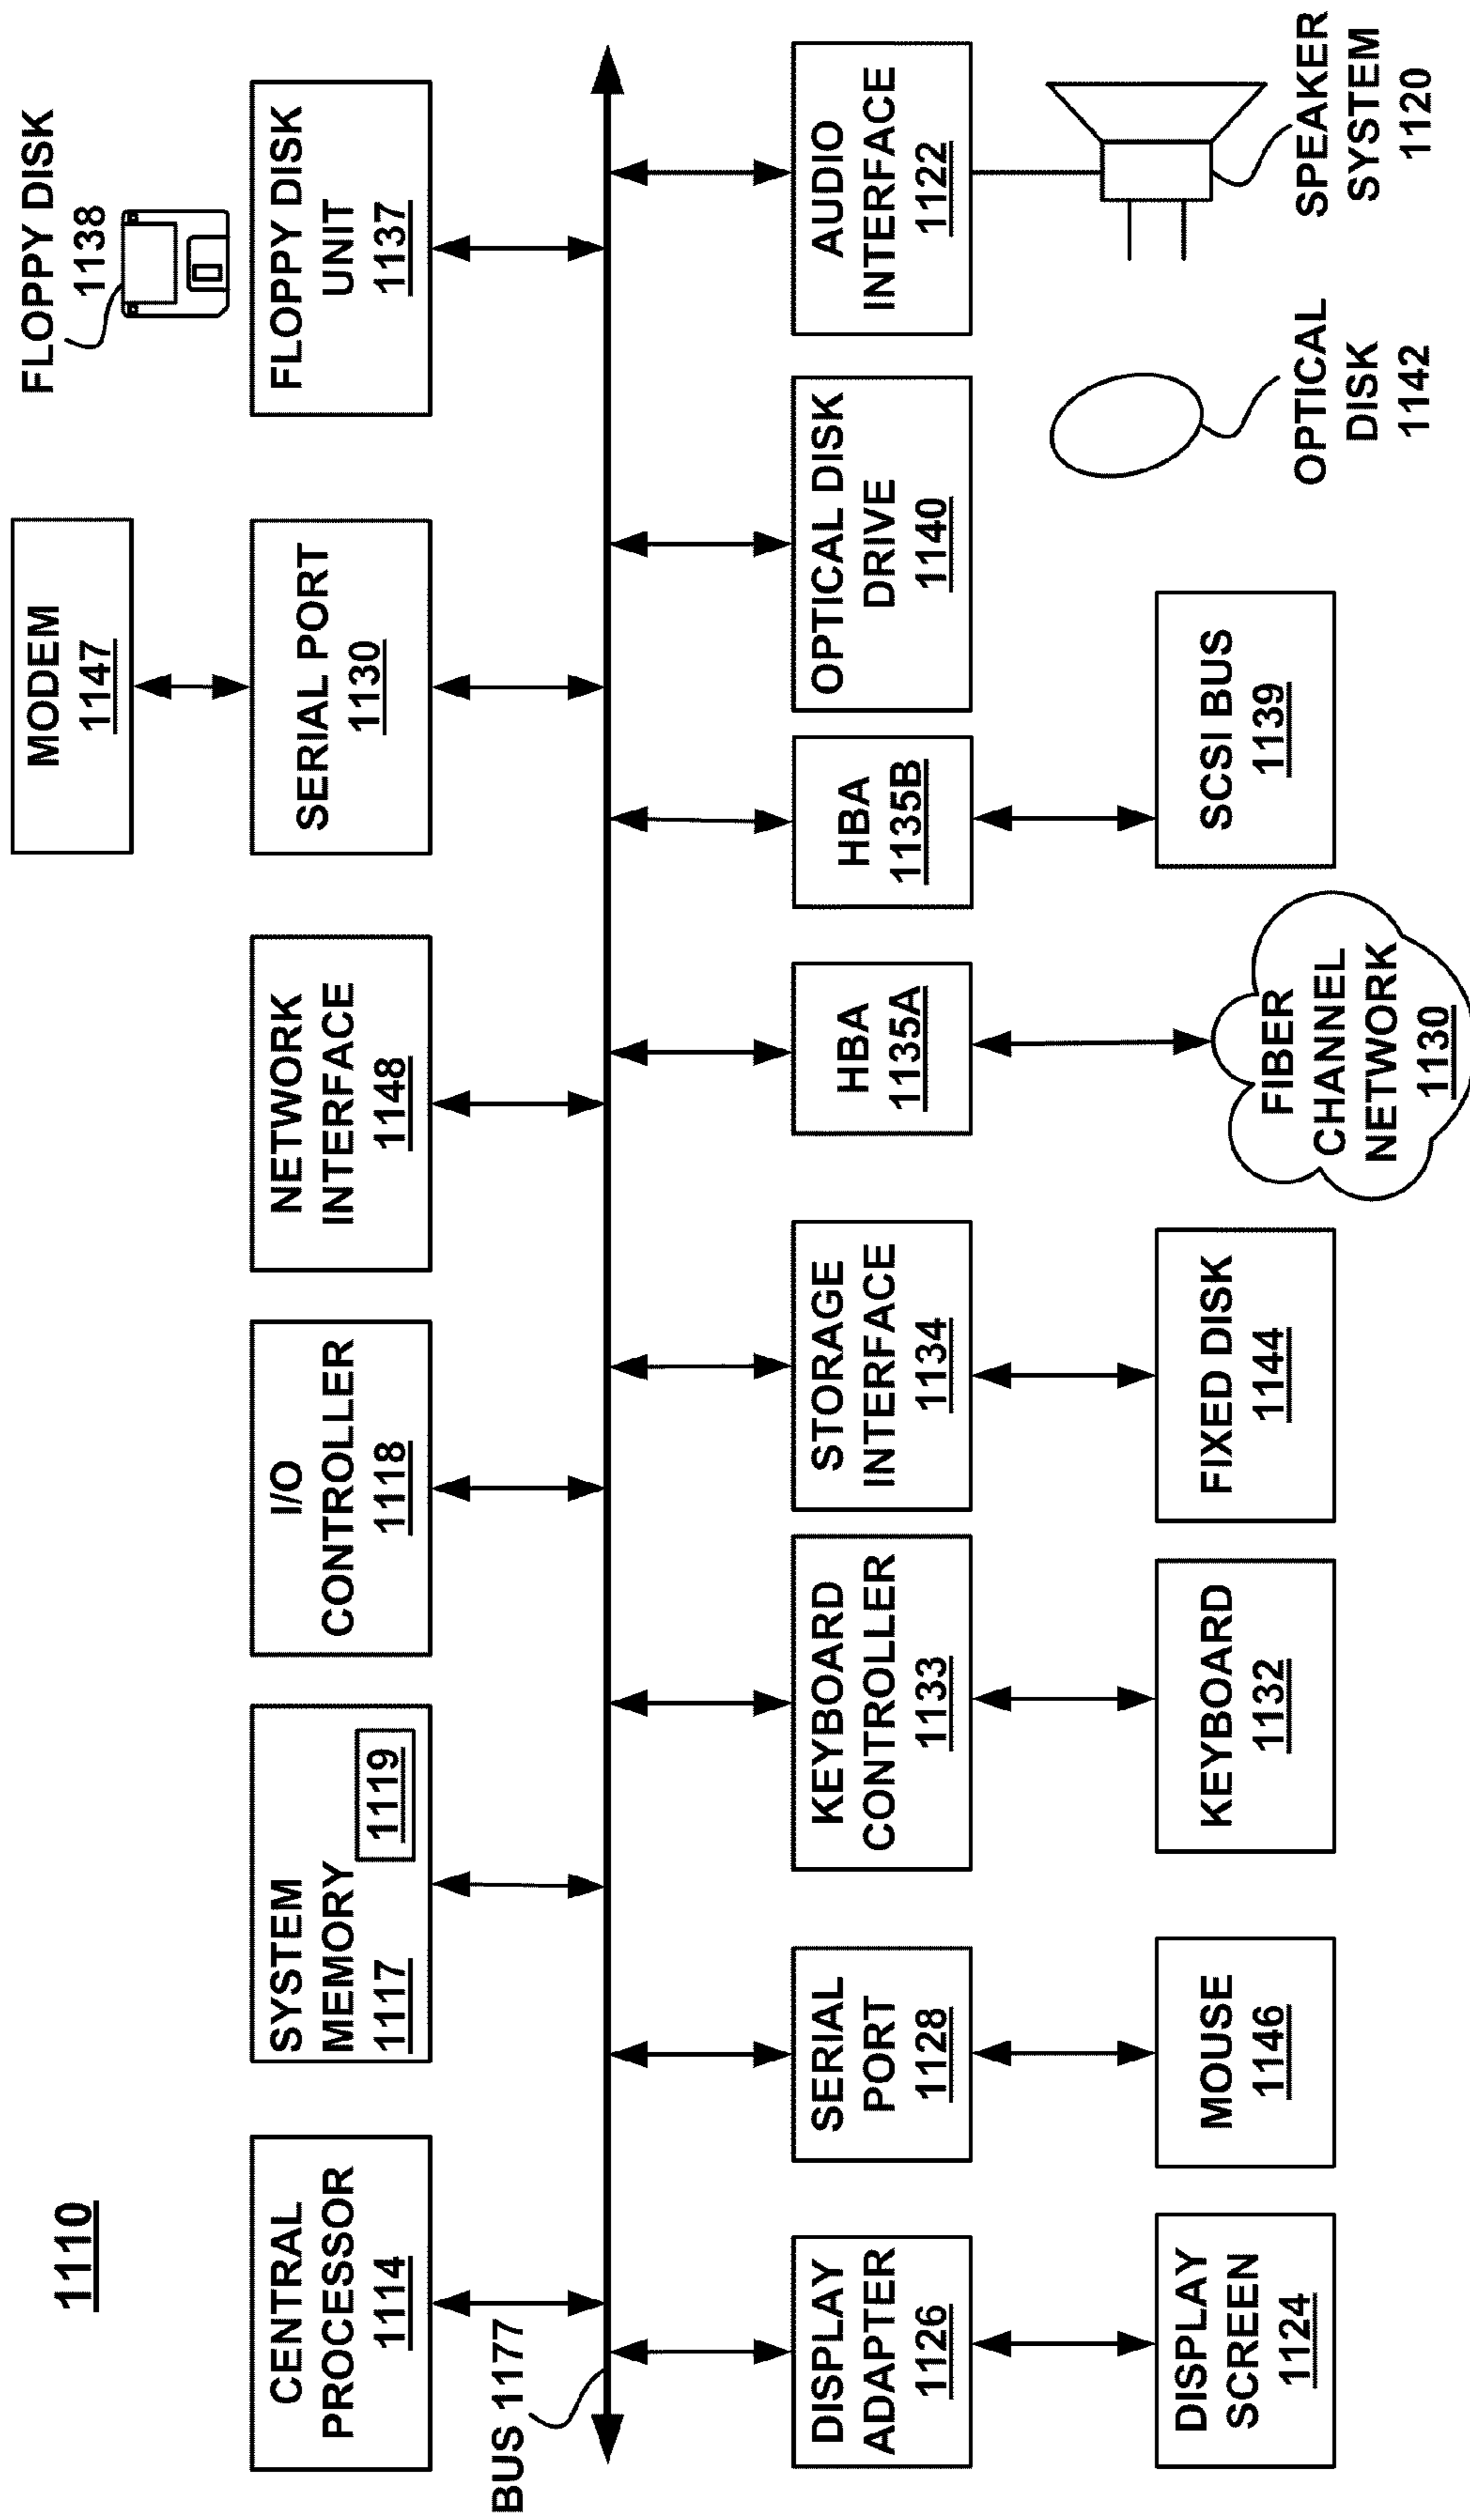 1110
FLOPPY DISK
1138
MODEM
1147
CENTRAL
PROCESSOR
1114
SYSTEM
MEMORY
1117
1119
I/O
CONTROLLER
1118
NETWORK
INTERFACE
1148
SERIAL PORT
1130
FLOPPY DISK
UNIT
1137
BUS 1177
DISPLAY
ADAPTER
1126
SERIAL
PORT
1128
KEYBOARD
CONTROLLER
1133
STORAGE
INTERFACE
1134
HBA
1135A
HBA
1135B
OPTICAL DISK
DRIVE
1140
AUDIO
INTERFACE
1122
DISPLAY
SCREEN
1124
MOUSE
1146
KEYBOARD
1132
FIXED DISK
1144
FIBER
CHANNEL
NETWORK
1130
SCSI BUS
1139
OPTICAL
DISK
1142
SPEAKER
SYSTEM
1120